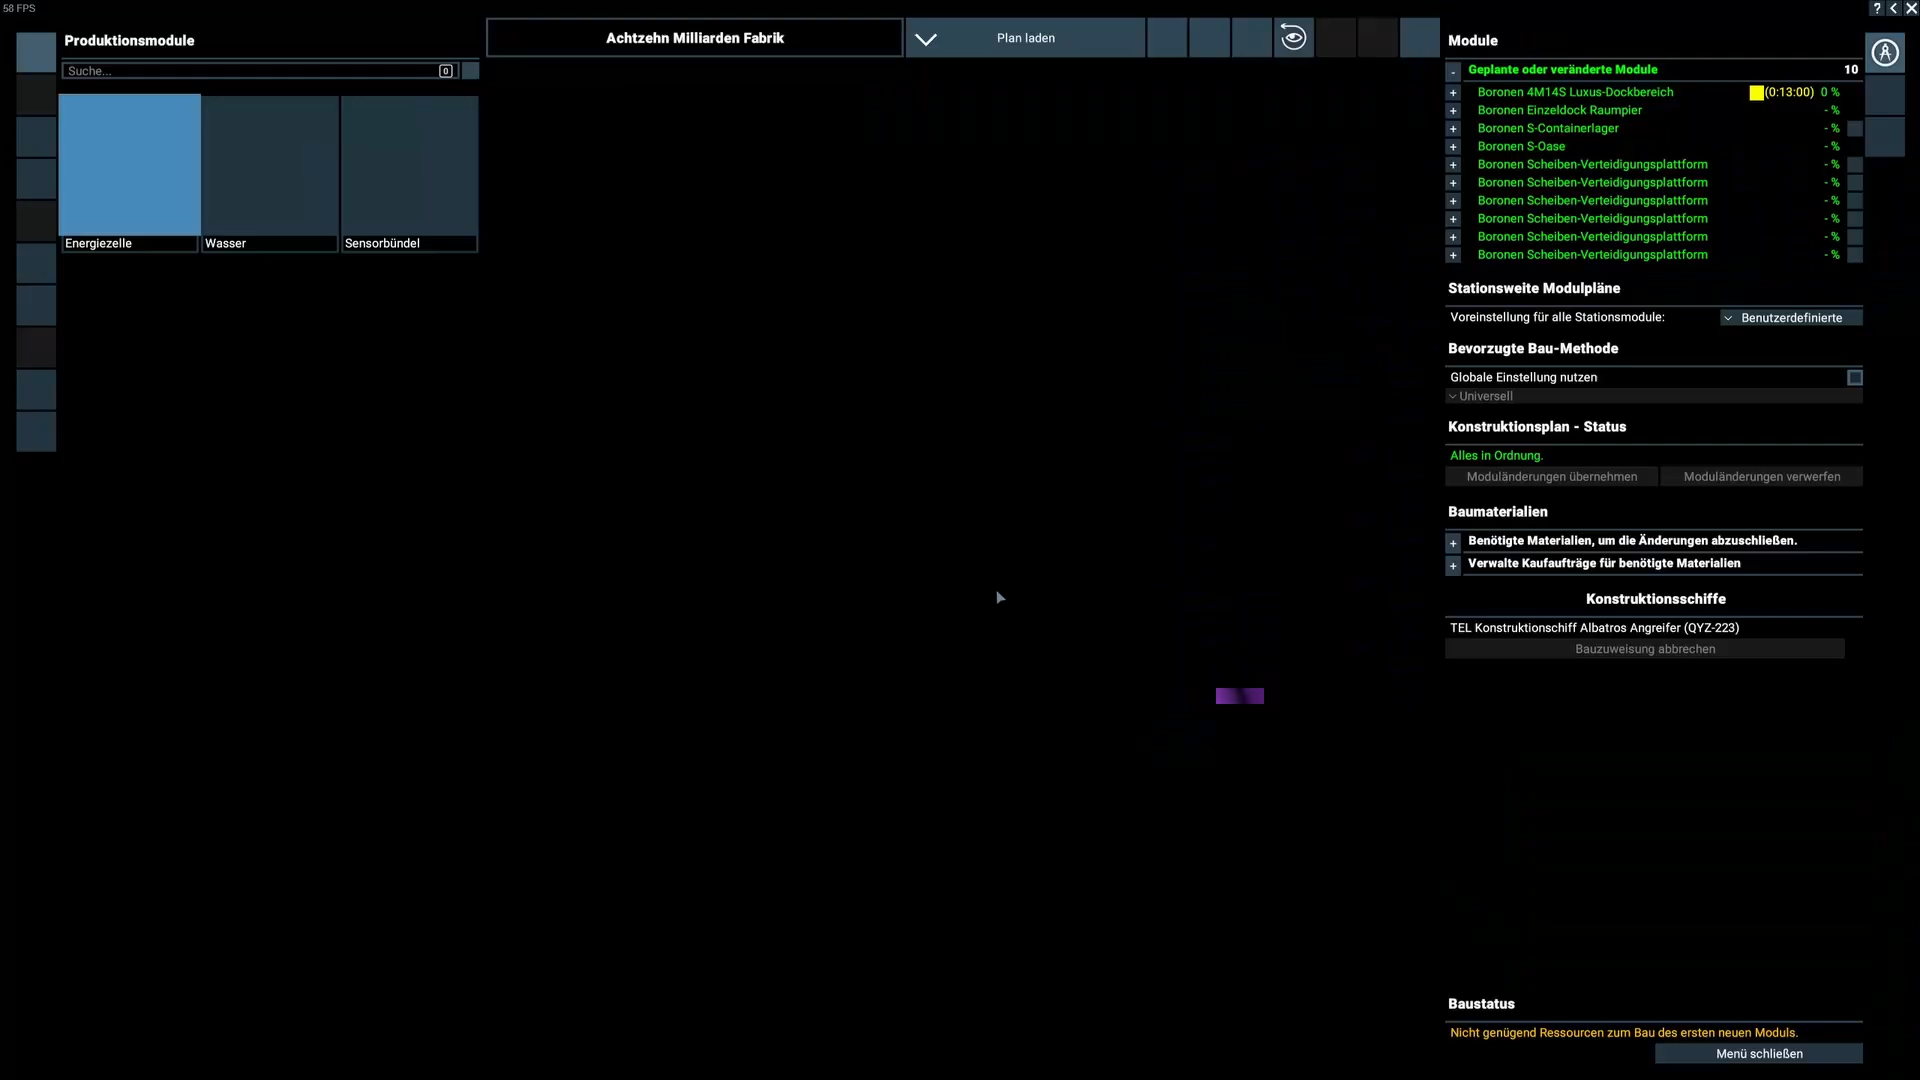 58 FPS
? < X
Produktionsmodule
Suche...
0
Energiezelle
Wasser
Sensorbündel
Achtzehn Milliarden Fabrik
Plan laden
Module
- Geplante oder veränderte Module 10
+ Boronen 4M14S Luxus-Dockbereich (0:13:00) 0 %
+ Boronen Einzeldock Raumpier - %
+ Boronen S-Containerlager - %
+ Boronen S-Oase - %
+ Boronen Scheiben-Verteidigungsplattform - %
+ Boronen Scheiben-Verteidigungsplattform - %
+ Boronen Scheiben-Verteidigungsplattform - %
+ Boronen Scheiben-Verteidigungsplattform - %
+ Boronen Scheiben-Verteidigungsplattform - %
+ Boronen Scheiben-Verteidigungsplattform - %
Stationsweite Modulpläne
Voreinstellung für alle Stationsmodule: Benutzerdefinierte
Bevorzugte Bau-Methode
Globale Einstellung nutzen
Universell
Konstruktionsplan - Status
Alles in Ordnung.
Moduländerungen übernehmen Moduländerungen verwerfen
Baumaterialien
+ Benötigte Materialien, um die Änderungen abzuschließen.
+ Verwalte Kaufaufträge für benötigte Materialien
Konstruktionsschiffe
TEL Konstruktionschiff Albatros Angreifer (QYZ-223)
Bauzuweisung abbrechen
Baustatus
Nicht genügend Ressourcen zum Bau des ersten neuen Moduls.
Menü schließen